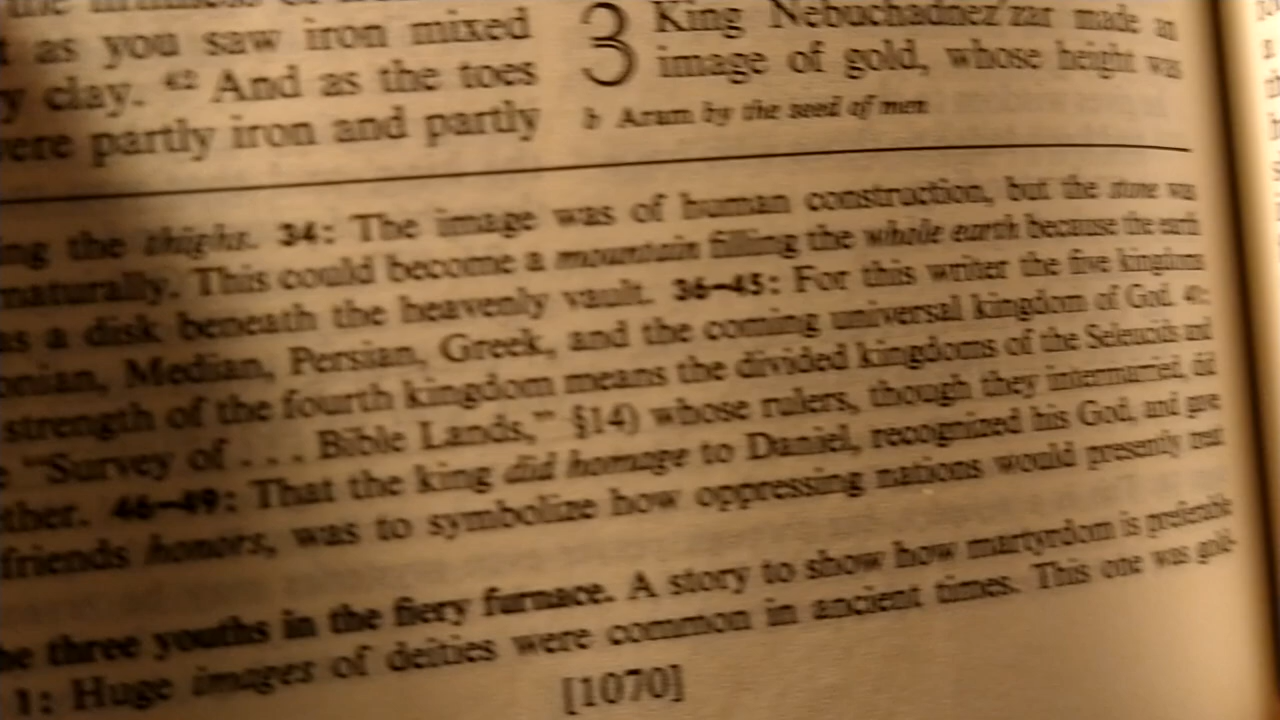 as you saw iron mixed
clay. 42 And as the toes
were partly iron and partly
3 King Nebuchadnez′zar made an
image of gold, whose height was
b Aram by the seed of men
the thighs. 34: The image was of human construction, but the stone was
naturally. This could become a mountain filling the whole earth because the earth
as a disk beneath the heavenly vault. 36–45: For this writer the five kingdoms
onian, Median, Persian, Greek, and the coming universal kingdom of God. 41:
strength of the fourth kingdom means the divided kingdoms of the Seleucids and
"Survey of . . . Bible Lands," §14) whose rulers, though they intermarried, did
other. 46–49: That the king did homage to Daniel, recognized his God, and gave
friends honors, was to symbolize how oppressing nations would presently
three youths in the fiery furnace. A story to show how martyrdom is preferable
1: Huge images of deities were common in ancient times. This one was gold-
[1070]